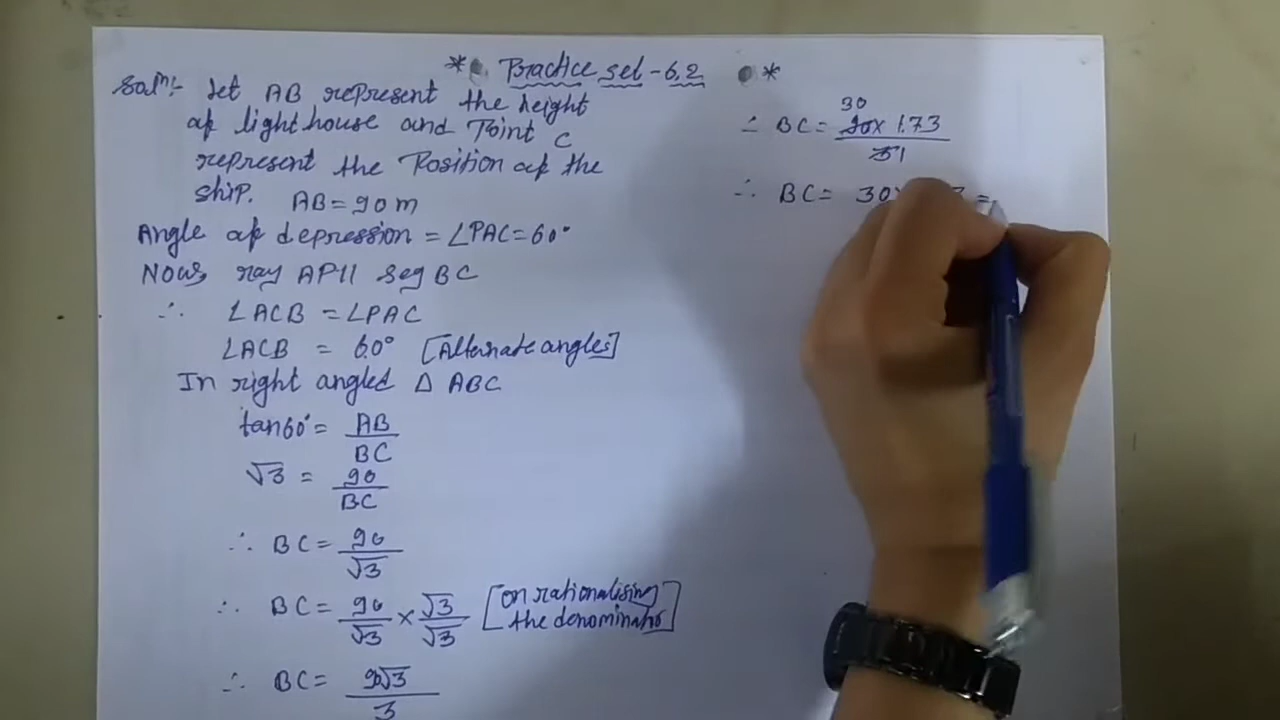 * Practice set - 6.2 *
Solⁿ:- Let AB represent the height
of lighthouse and Point C
represent the Position of the
ship. AB = 90 m
Angle of depression = ∠PAC = 60°
Now, ray AP || seg BC
∴ ∠ACB = ∠PAC
∠ACB = 60° [Alternate angles]
In right angled Δ ABC
tan60° = AB/BC
√3 = 90/BC
∴ BC = 90/√3
∴ BC = 90/√3 × √3/√3 [on rationalising the denominator]
∴ BC = 90√3/3
30
∴ BC = 90 × 1.73
3 1
∴ BC = 30 × 3 =